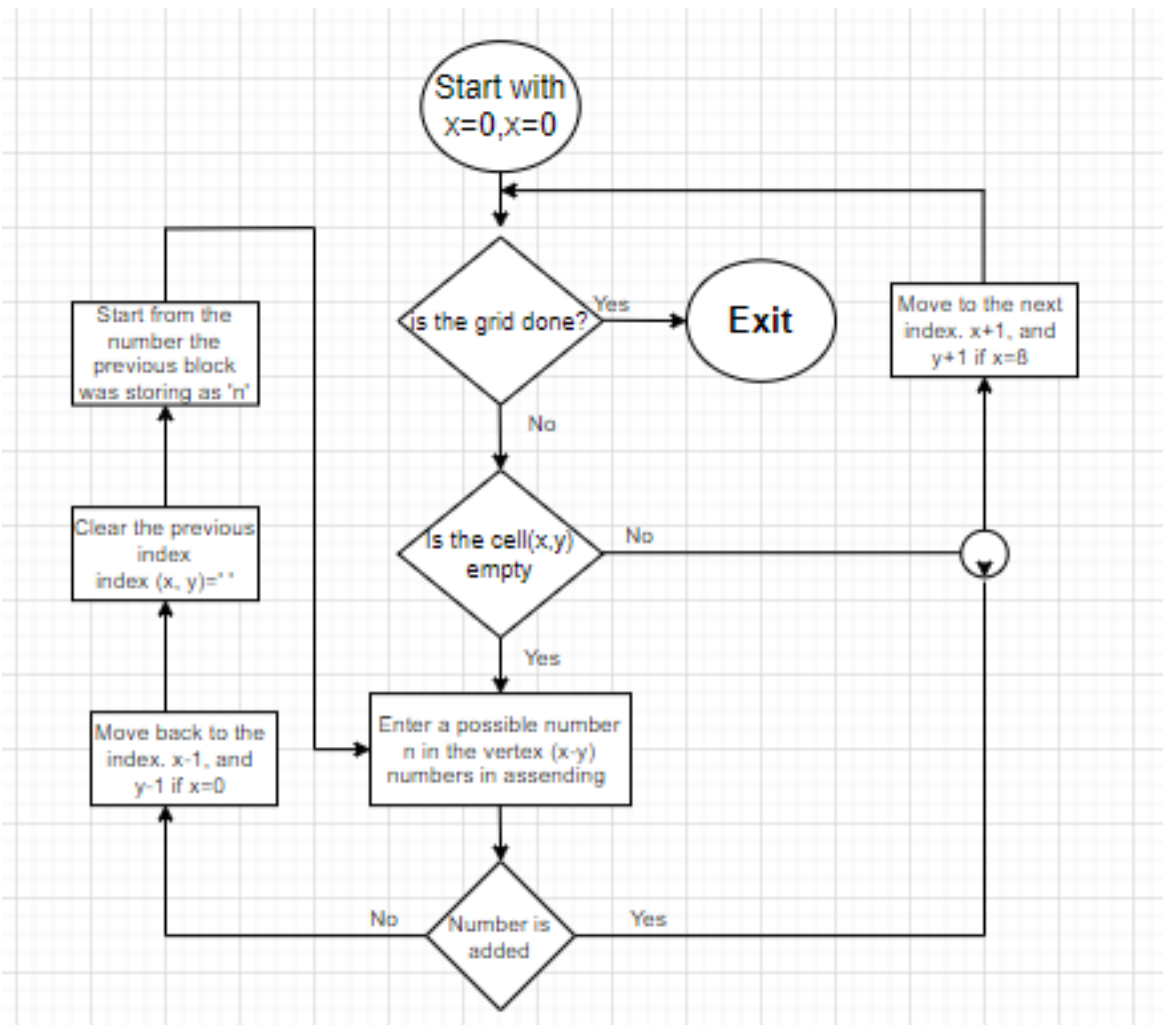 Start with
x=0,x=0
is the grid done?
Yes
Exit
Move to the next
index. x+1, and
y+1 if x=8
Start from the
number the
previous block
was storing as 'n'
No
Is the cell(x,y)
empty
No
Clear the previous
index
index (x, y)=' '
Yes
Enter a possible number
n in the vertex (x-y)
numbers in assending
Move back to the
index. x-1, and
y-1 if x=0
Number is
added
No
Yes